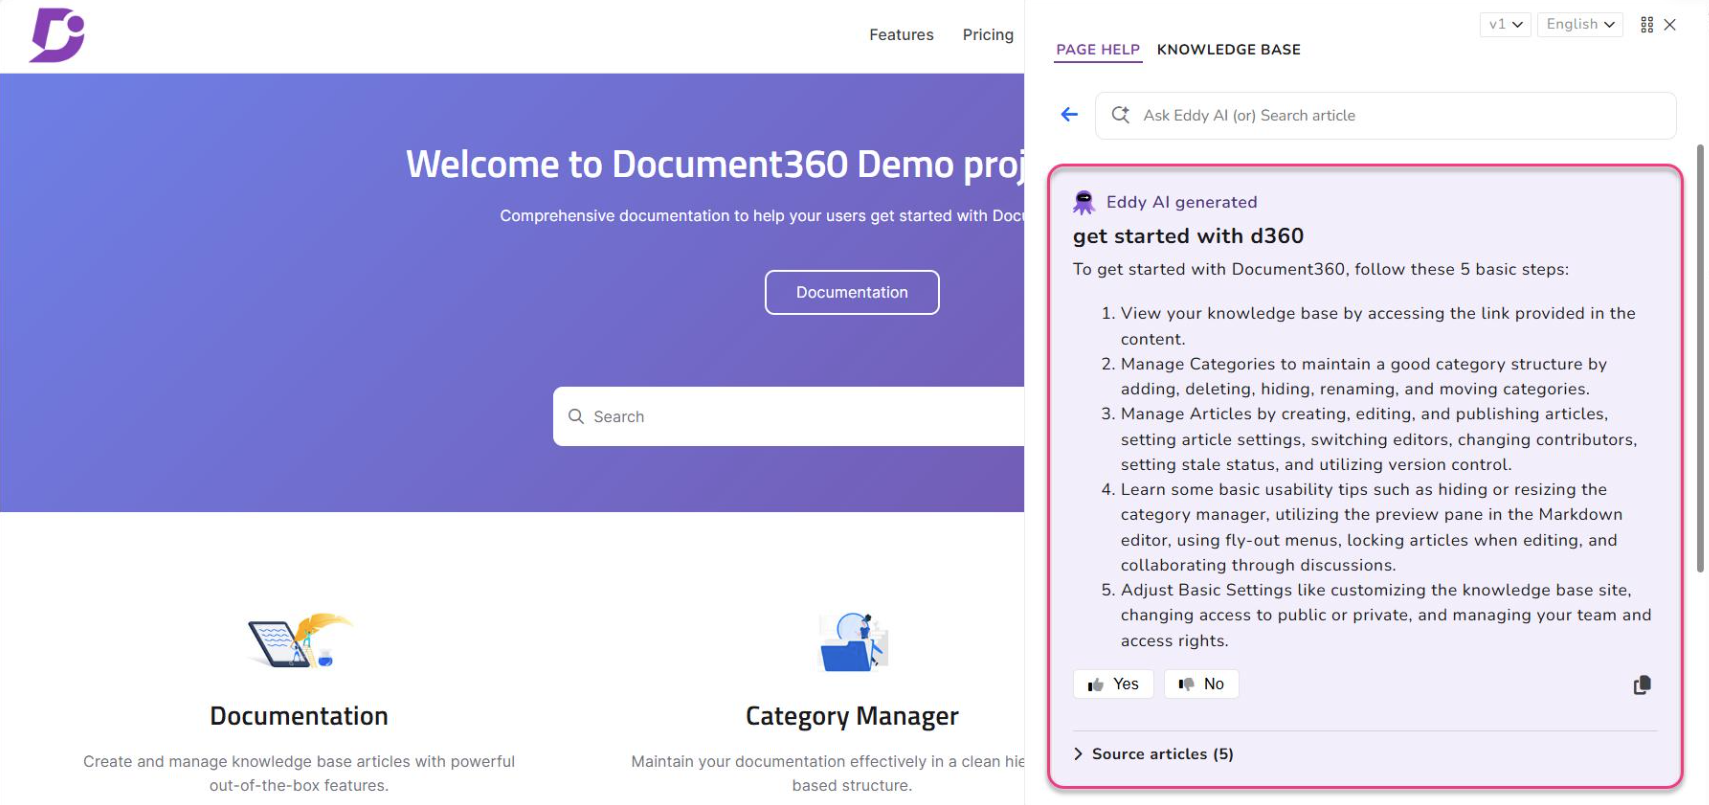 Features
Pricing
Welcome to Document360 Demo proj
Comprehensive documentation to help your users get started with Docu
Documentation
Search
Documentation
Create and manage knowledge base articles with powerful
out-of-the-box features.
Category Manager
Maintain your documentation effectively in a clean hie
based structure.
v1
English
PAGE HELP
KNOWLEDGE BASE
Ask Eddy AI (or) Search article
Eddy AI generated
get started with d360
To get started with Document360, follow these 5 basic steps:
1. View your knowledge base by accessing the link provided in the
content.
2. Manage Categories to maintain a good category structure by
adding, deleting, hiding, renaming, and moving categories.
3. Manage Articles by creating, editing, and publishing articles,
setting article settings, switching editors, changing contributors,
setting stale status, and utilizing version control.
4. Learn some basic usability tips such as hiding or resizing the
category manager, utilizing the preview pane in the Markdown
editor, using fly-out menus, locking articles when editing, and
collaborating through discussions.
5. Adjust Basic Settings like customizing the knowledge base site,
changing access to public or private, and managing your team and
access rights.
Yes
No
Source articles (5)